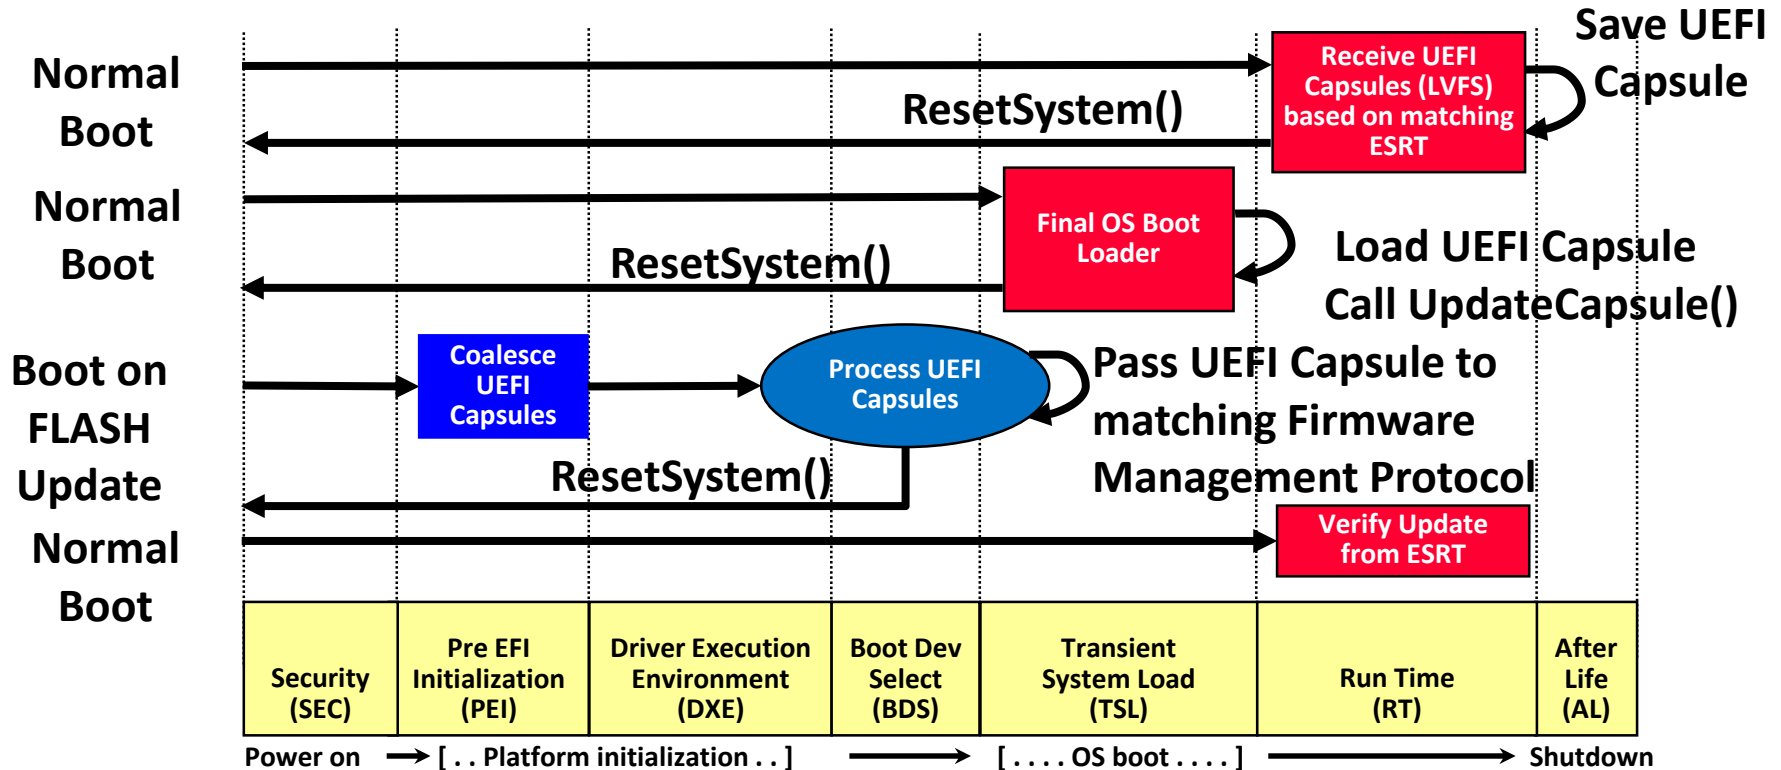 Save UEFI
Capsule
Normal
Boot
Receive UEFI
Capsules (LVFS)
based on matching
ESRT
ResetSystem()
Normal
Boot
Final OS Boot
Loader
ResetSystem()
Load UEFI Capsule
Call UpdateCapsule()
Boot on
FLASH
Update
Coalesce
UEFI
Capsules
Process UEFI
Capsules
Pass UEFI Capsule to
matching Firmware
Management Protocol
ResetSystem()
Normal
Boot
Verify Update
from ESRT
Security
(SEC)
Pre EFI
Initialization
(PEI)
Driver Execution
Environment
(DXE)
Boot Dev
Select
(BDS)
Transient
System Load
(TSL)
Run Time
(RT)
After
Life
(AL)
Power on
[ . . Platform initialization . . ]
[ . . . . OS boot . . . . ]
Shutdown